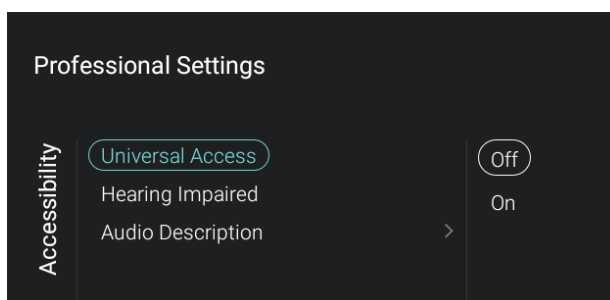 Professional Settings
Accessibility
Universal Access
Hearing Impaired
Audio Description
Off
On